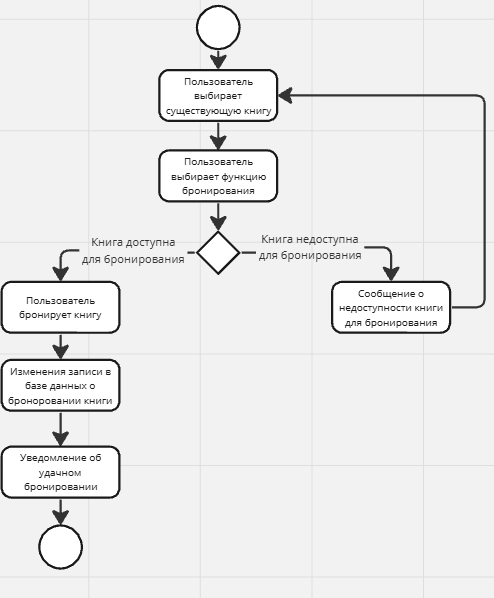 Пользователь
выбирает
существующую книгу
Пользователь
выбирает функцию
бронирования
Книга доступна
для бронирования
Книга недоступна
для бронирования
Пользователь
бронирует книгу
Сообщение о
недоступности книги
для бронирования
Изменения записи в
базе данных о
броноровании книги
Уведомление об
удачном
бронировании